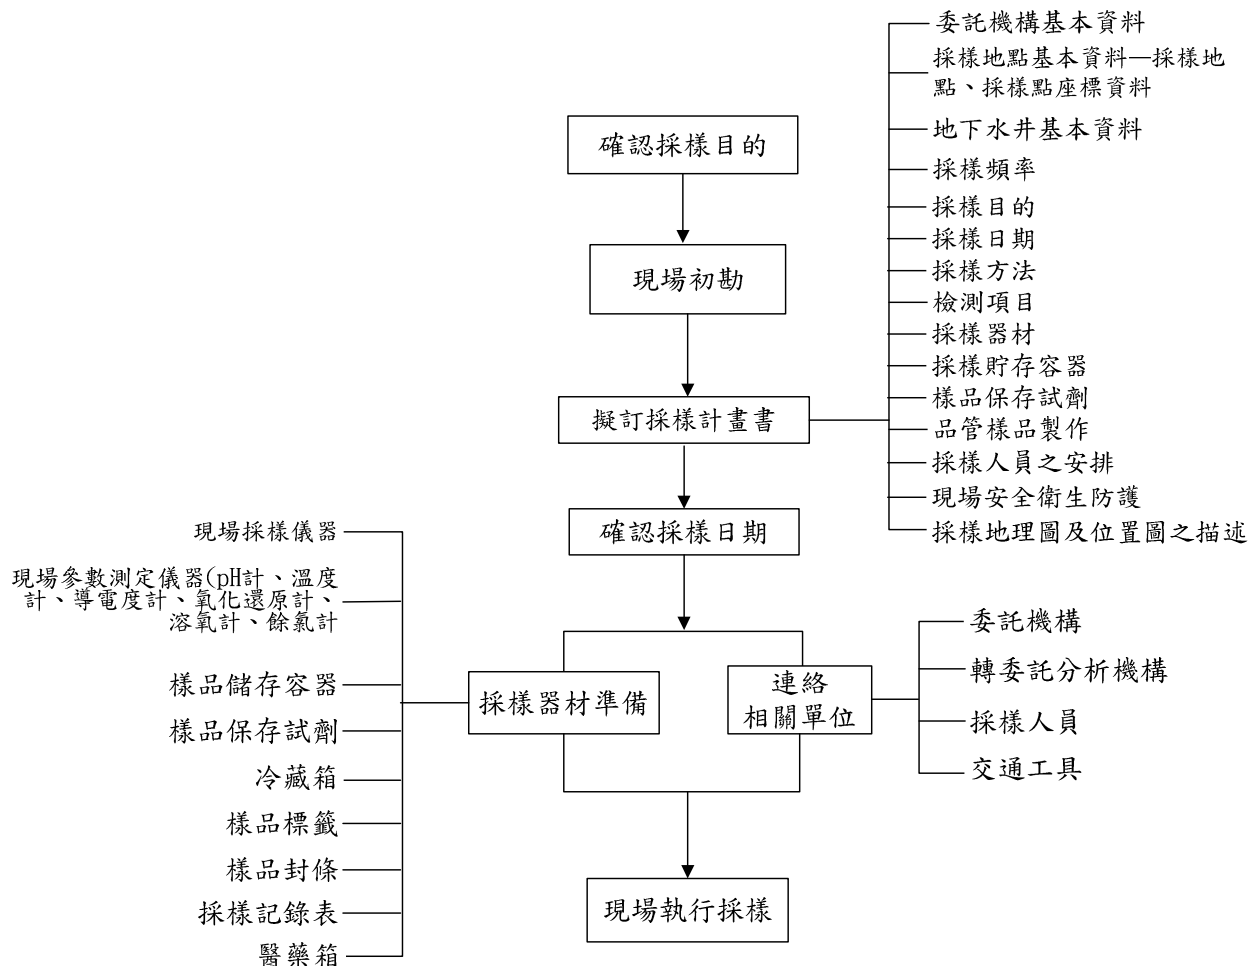 確認採樣目的
現場初勘
擬訂採樣計畫書
委託機構基本資料
採樣地點基本資料—採樣地
點、採樣點座標資料
地下水井基本資料
採樣頻率
採樣目的
採樣日期
採樣方法
檢測項目
採樣器材
採樣貯存容器
樣品保存試劑
品管樣品製作
採樣人員之安排
現場安全衛生防護
採樣地理圖及位置圖之描述
確認採樣日期
採樣器材準備
現場採樣儀器
現場參數測定儀器(pH計、溫度
計、導電度計、氧化還原計、
溶氧計、餘氯計
樣品儲存容器
樣品保存試劑
冷藏箱
樣品標籤
樣品封條
採樣記錄表
醫藥箱
連絡
相關單位
委託機構
轉委託分析機構
採樣人員
交通工具
現場執行採樣